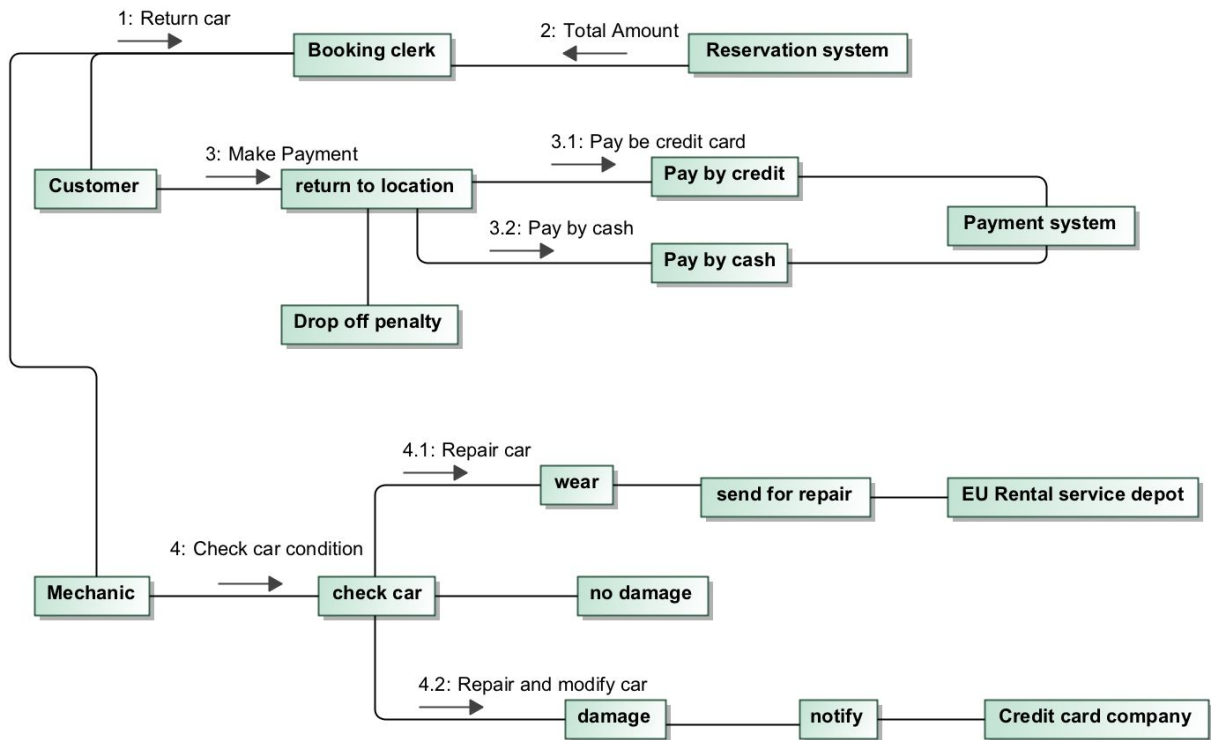 1: Return car
Booking clerk
2: Total Amount
Reservation system
Customer
3: Make Payment
return to location
3.1: Pay be credit card
Pay by credit
3.2: Pay by cash
Pay by cash
Payment system
Drop off penalty
4.1: Repair car
wear
send for repair
EU Rental service depot
Mechanic
4: Check car condition
check car
no damage
4.2: Repair and modify car
damage
notify
Credit card company